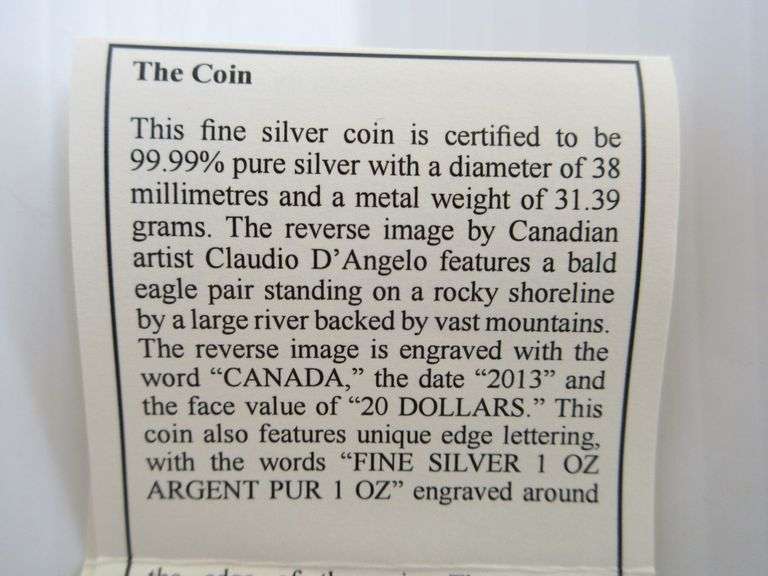 The Coin
This fine silver coin is certified to be
99.99% pure silver with a diameter of 38
millimetres and a metal weight of 31.39
grams. The reverse image by Canadian
artist Claudio D'Angelo features a bald
eagle pair standing on a rocky shoreline
by a large river backed by vast mountains.
The reverse image is engraved with the
word “CANADA,” the date “2013” and
the face value of “20 DOLLARS.” This
coin also features unique edge lettering,
with the words “FINE SILVER 1 OZ
ARGENT PUR 1 OZ” engraved around